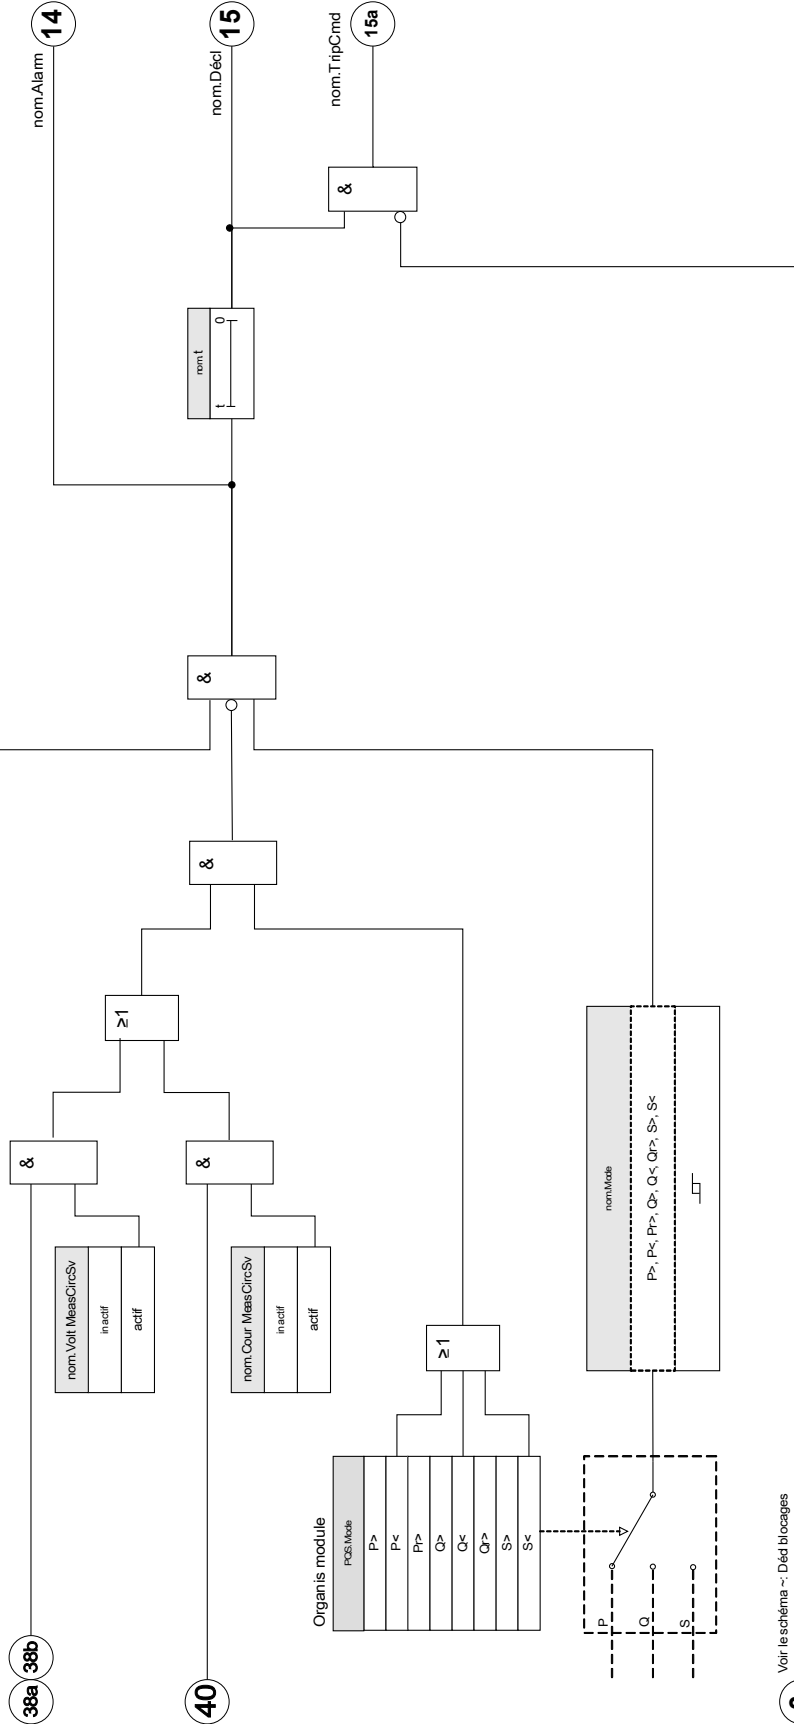 14
nom.Alarm
15
nom.Décl
15a
nom.TripCmd
&
nom.t
t
0
&
&
≥1
&
&
nom.Volt MeasCircSv
inactif
actif
nom.Cour MeasCircSv
inactif
actif
38a
38b
40
≥1
Organis module
PQS.Mode
P>
P<
Pr>
Q>
Q<
Qr>
S>
S<
nom.Mode
P>, P<, Pr>, Q>, Q<, Qr>, S>, S<
P
Q
S
Voir le schéma ~: Déd blocages